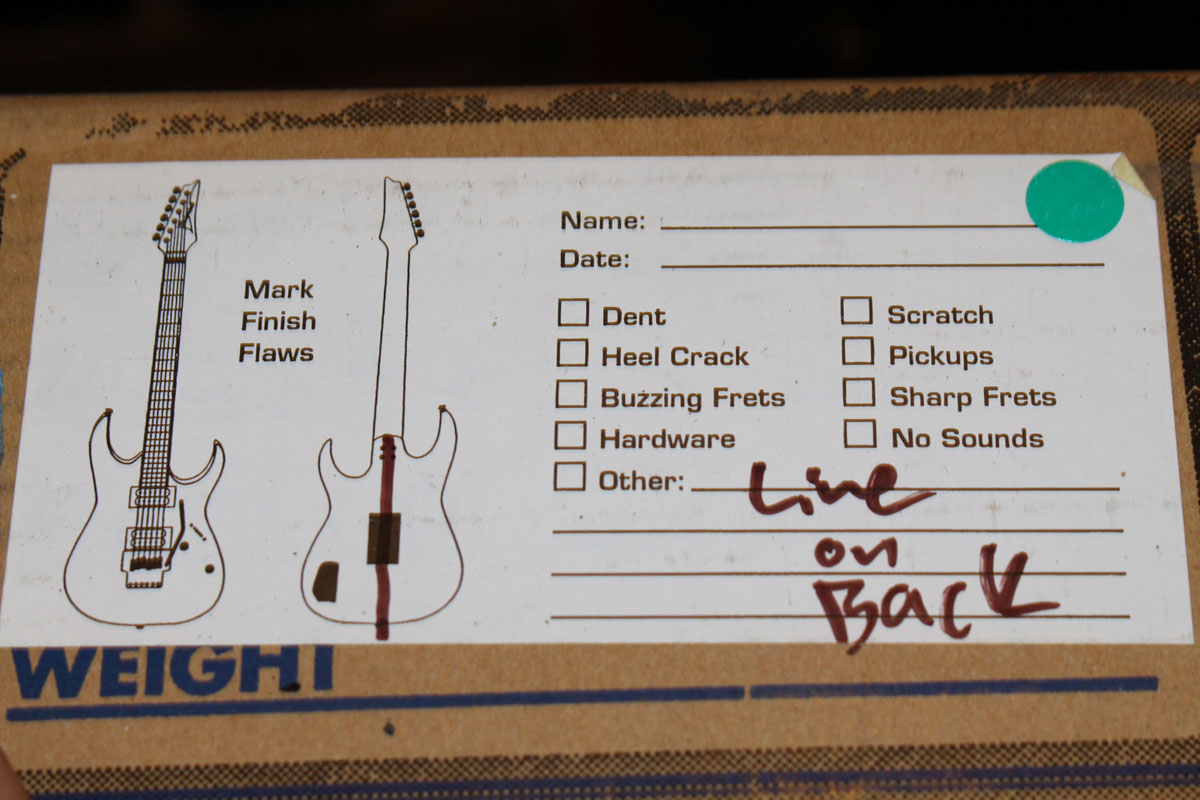 Mark
Finish
Flaws
Name:
Date:
Dent
Scratch
Heel Crack
Pickups
Buzzing Frets
Sharp Frets
Hardware
No Sounds
Other: Line
on
Back
WEIGHT